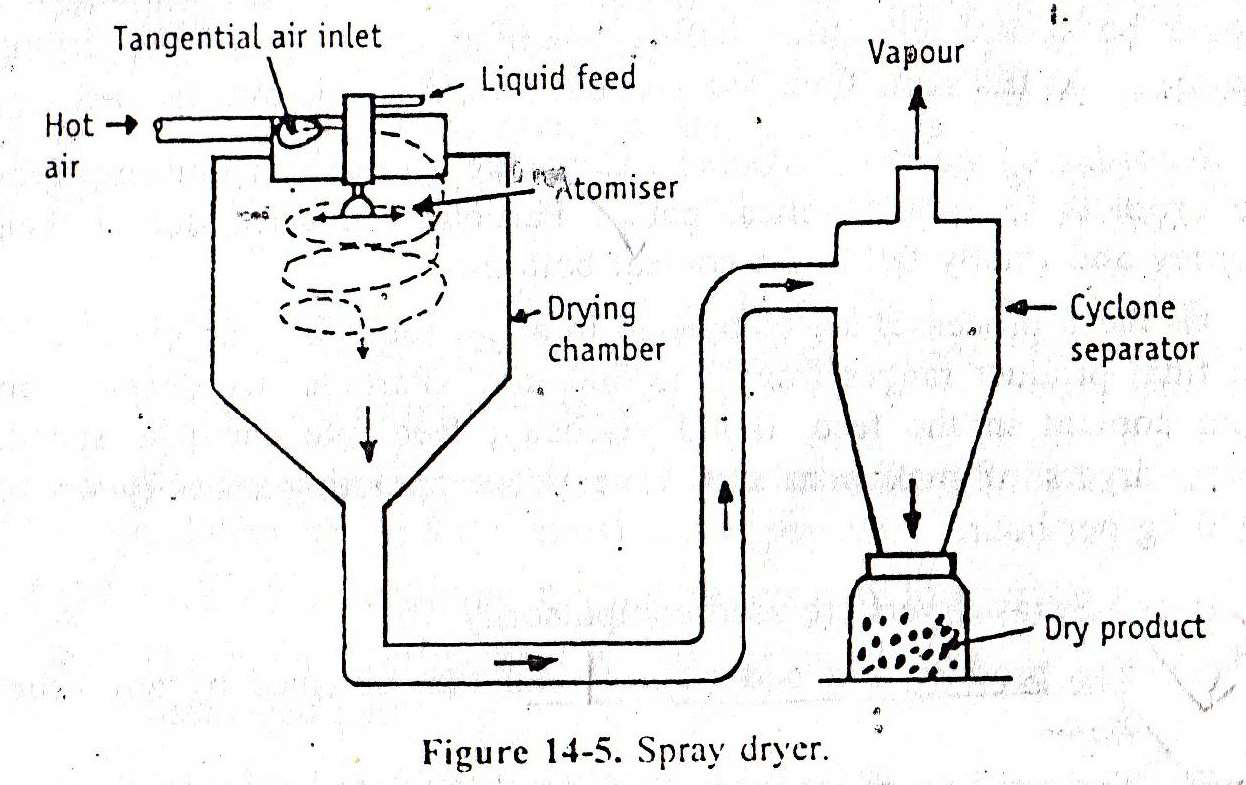 Tangential air inlet
Liquid feed
Vapour
Hot
air
Atomiser
Drying
chamber
Cyclone
separator
Dry product
Figure 14-5. Spray dryer.